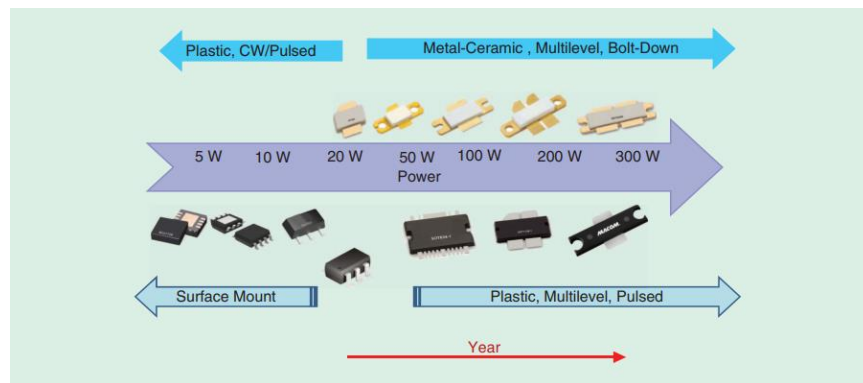 Plastic, CW/Pulsed
Metal-Ceramic , Multilevel, Bolt-Down
5 W 10 W 20 W 50 W 100 W 200 W 300 W
Power
MACOM
Surface Mount
Plastic, Multilevel, Pulsed
Year